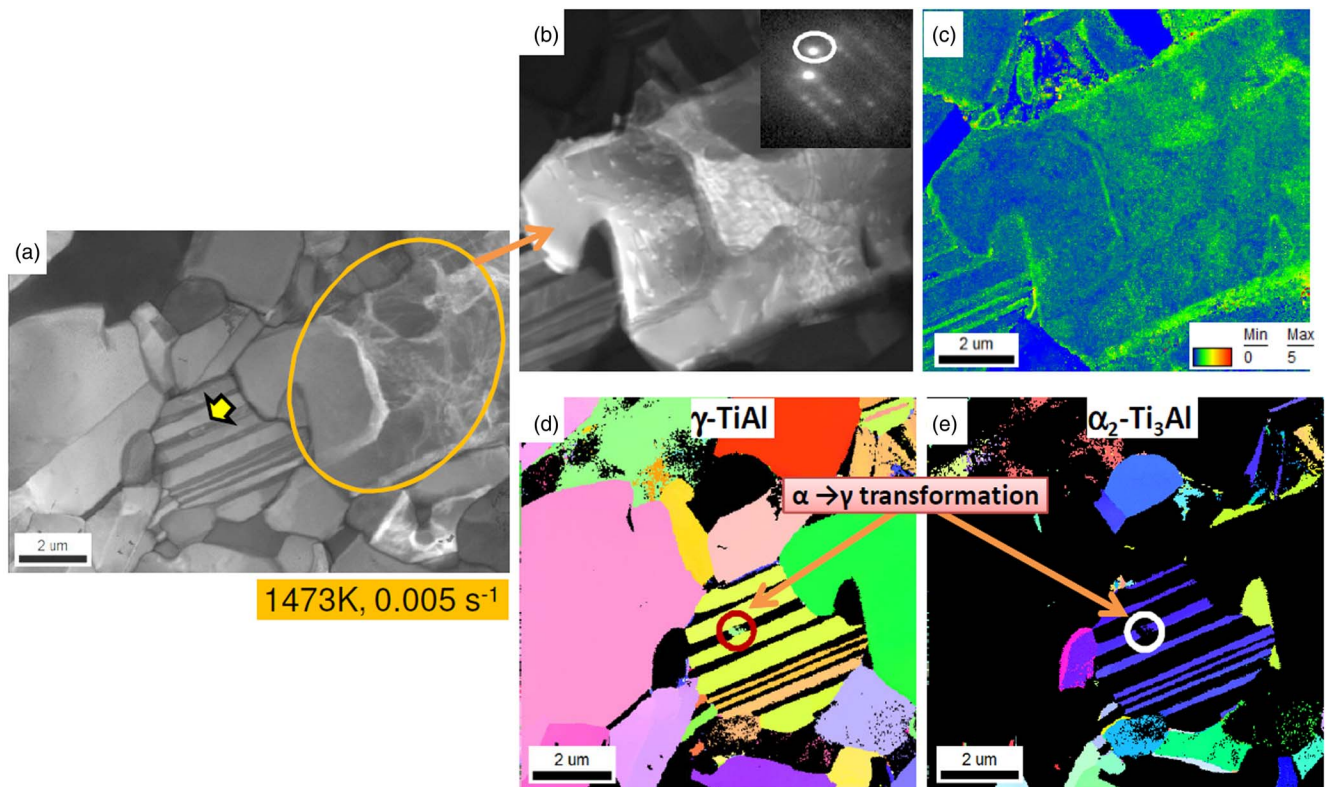 (a)
2 um
1473K, 0.005 s⁻¹
(b)
(c)
2 um
Min Max
0 5
(d)
γ-TiAl
2 um
(e)
α₂-Ti₃Al
2 um
α →γ transformation